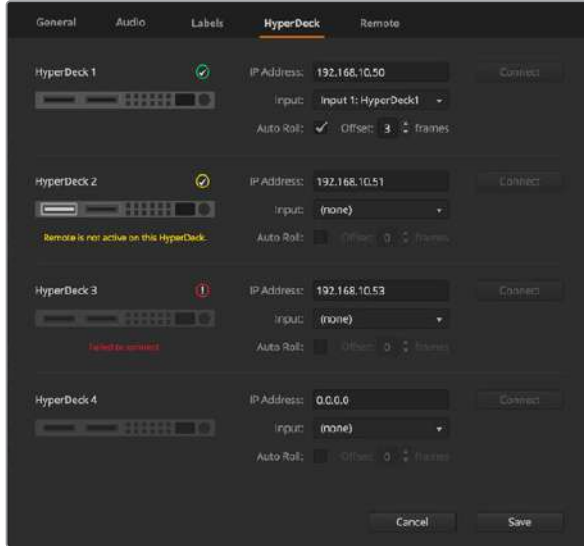 General Audio Labels HyperDeck Remote
HyperDeck 1 IP Address: 192.168.10.50 Connect
Input: Input 1: HyperDeck1
Auto Roll: Offset: 3 frames
HyperDeck 2 IP Address: 192.168.10.51 Connect
Input: (none)
Remote is not active on this HyperDeck. Auto Roll: Offset: 0 frames
HyperDeck 3 IP Address: 192.168.10.53 Connect
Input: (none)
Failed to connect Auto Roll: Offset: 0 frames
HyperDeck 4 IP Address: 0.0.0.0 Connect
Input: (none)
Auto Roll: Offset: 0 frames
Cancel Save